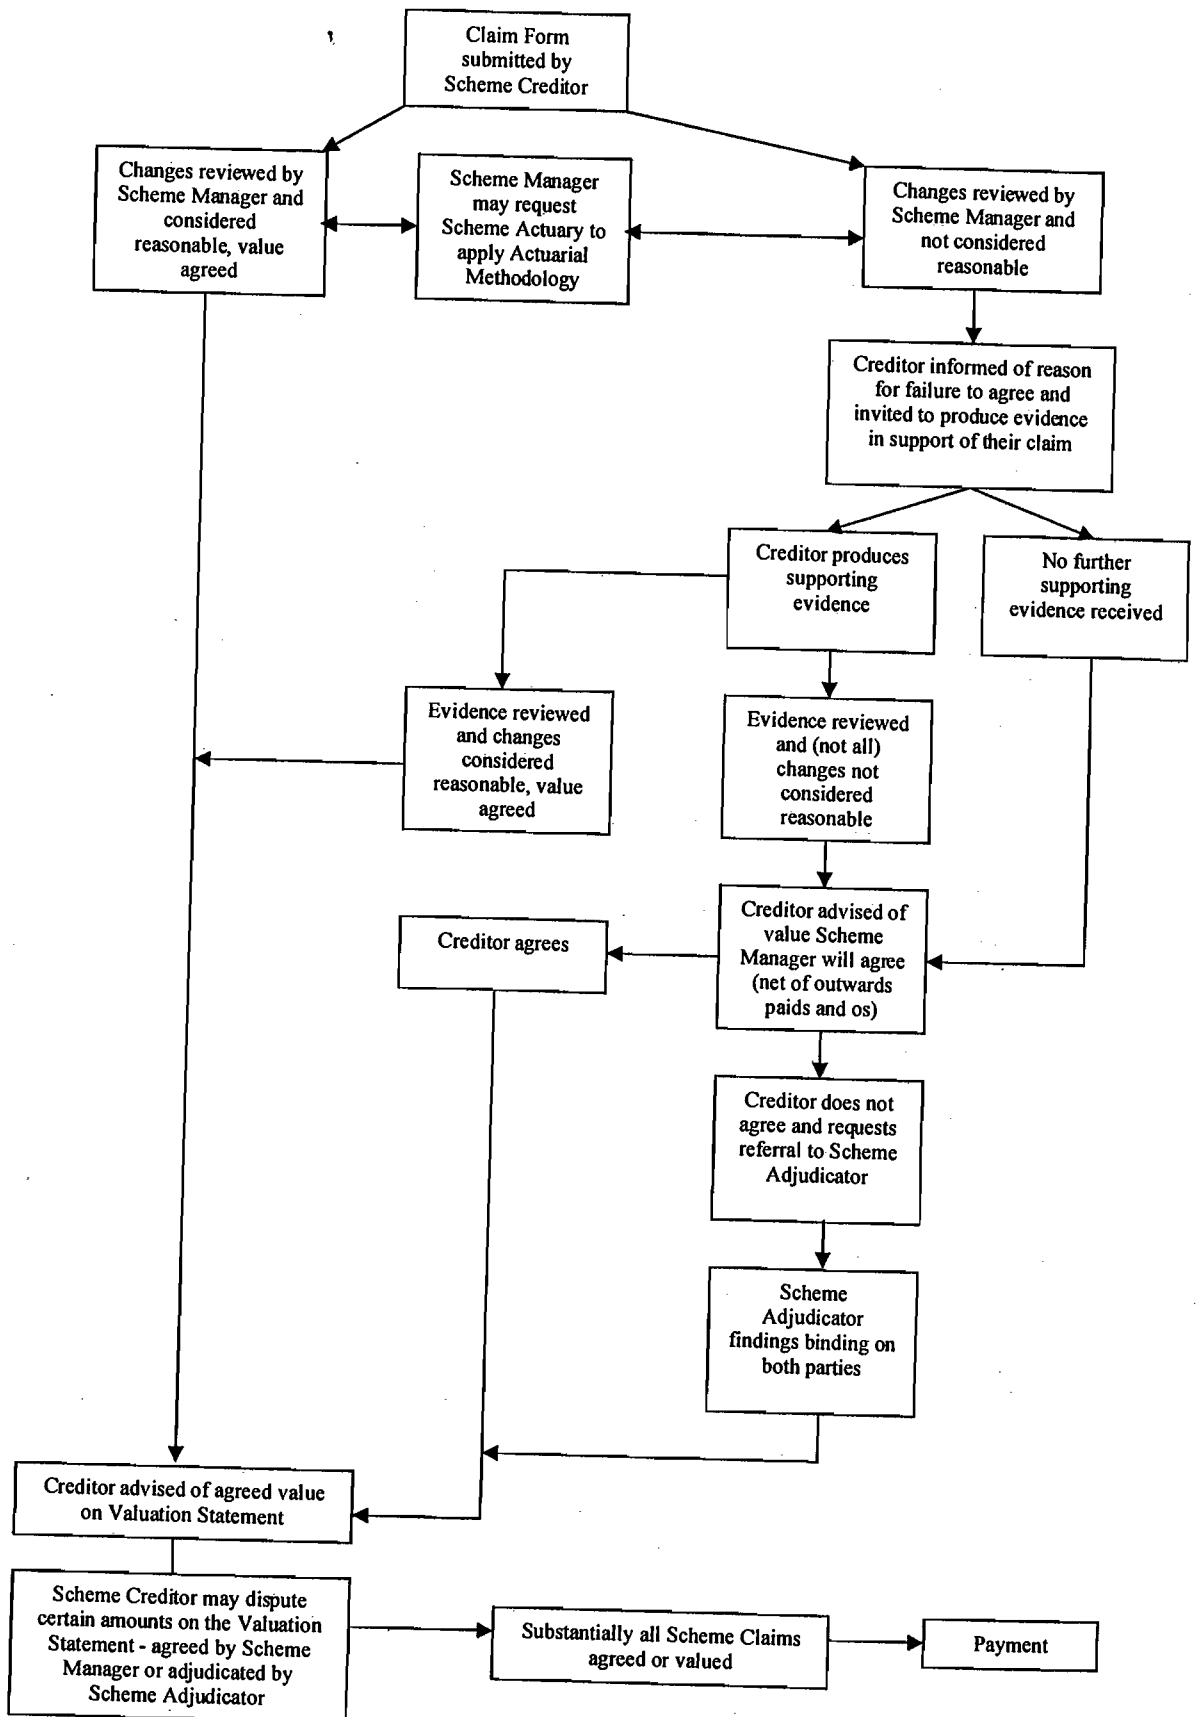 Claim Form
submitted by
Scheme Creditor
Changes reviewed by
Scheme Manager and
considered
reasonable, value
agreed
Scheme Manager
may request
Scheme Actuary to
apply Actuarial
Methodology
Changes reviewed by
Scheme Manager and
not considered
reasonable
Creditor informed of reason
for failure to agree and
invited to produce evidence
in support of their claim
Creditor produces
supporting
evidence
No further
supporting
evidence received
Evidence reviewed
and changes
considered
reasonable, value
agreed
Evidence reviewed
and (not all)
changes not
considered
reasonable
Creditor agrees
Creditor advised of
value Scheme
Manager will agree
(net of outwards
paids and os)
Creditor does not
agree and requests
referral to Scheme
Adjudicator
Scheme
Adjudicator
findings binding on
both parties
Creditor advised of agreed value
on Valuation Statement
Scheme Creditor may dispute
certain amounts on the Valuation
Statement - agreed by Scheme
Manager or adjudicated by
Scheme Adjudicator
Substantially all Scheme Claims
agreed or valued
Payment